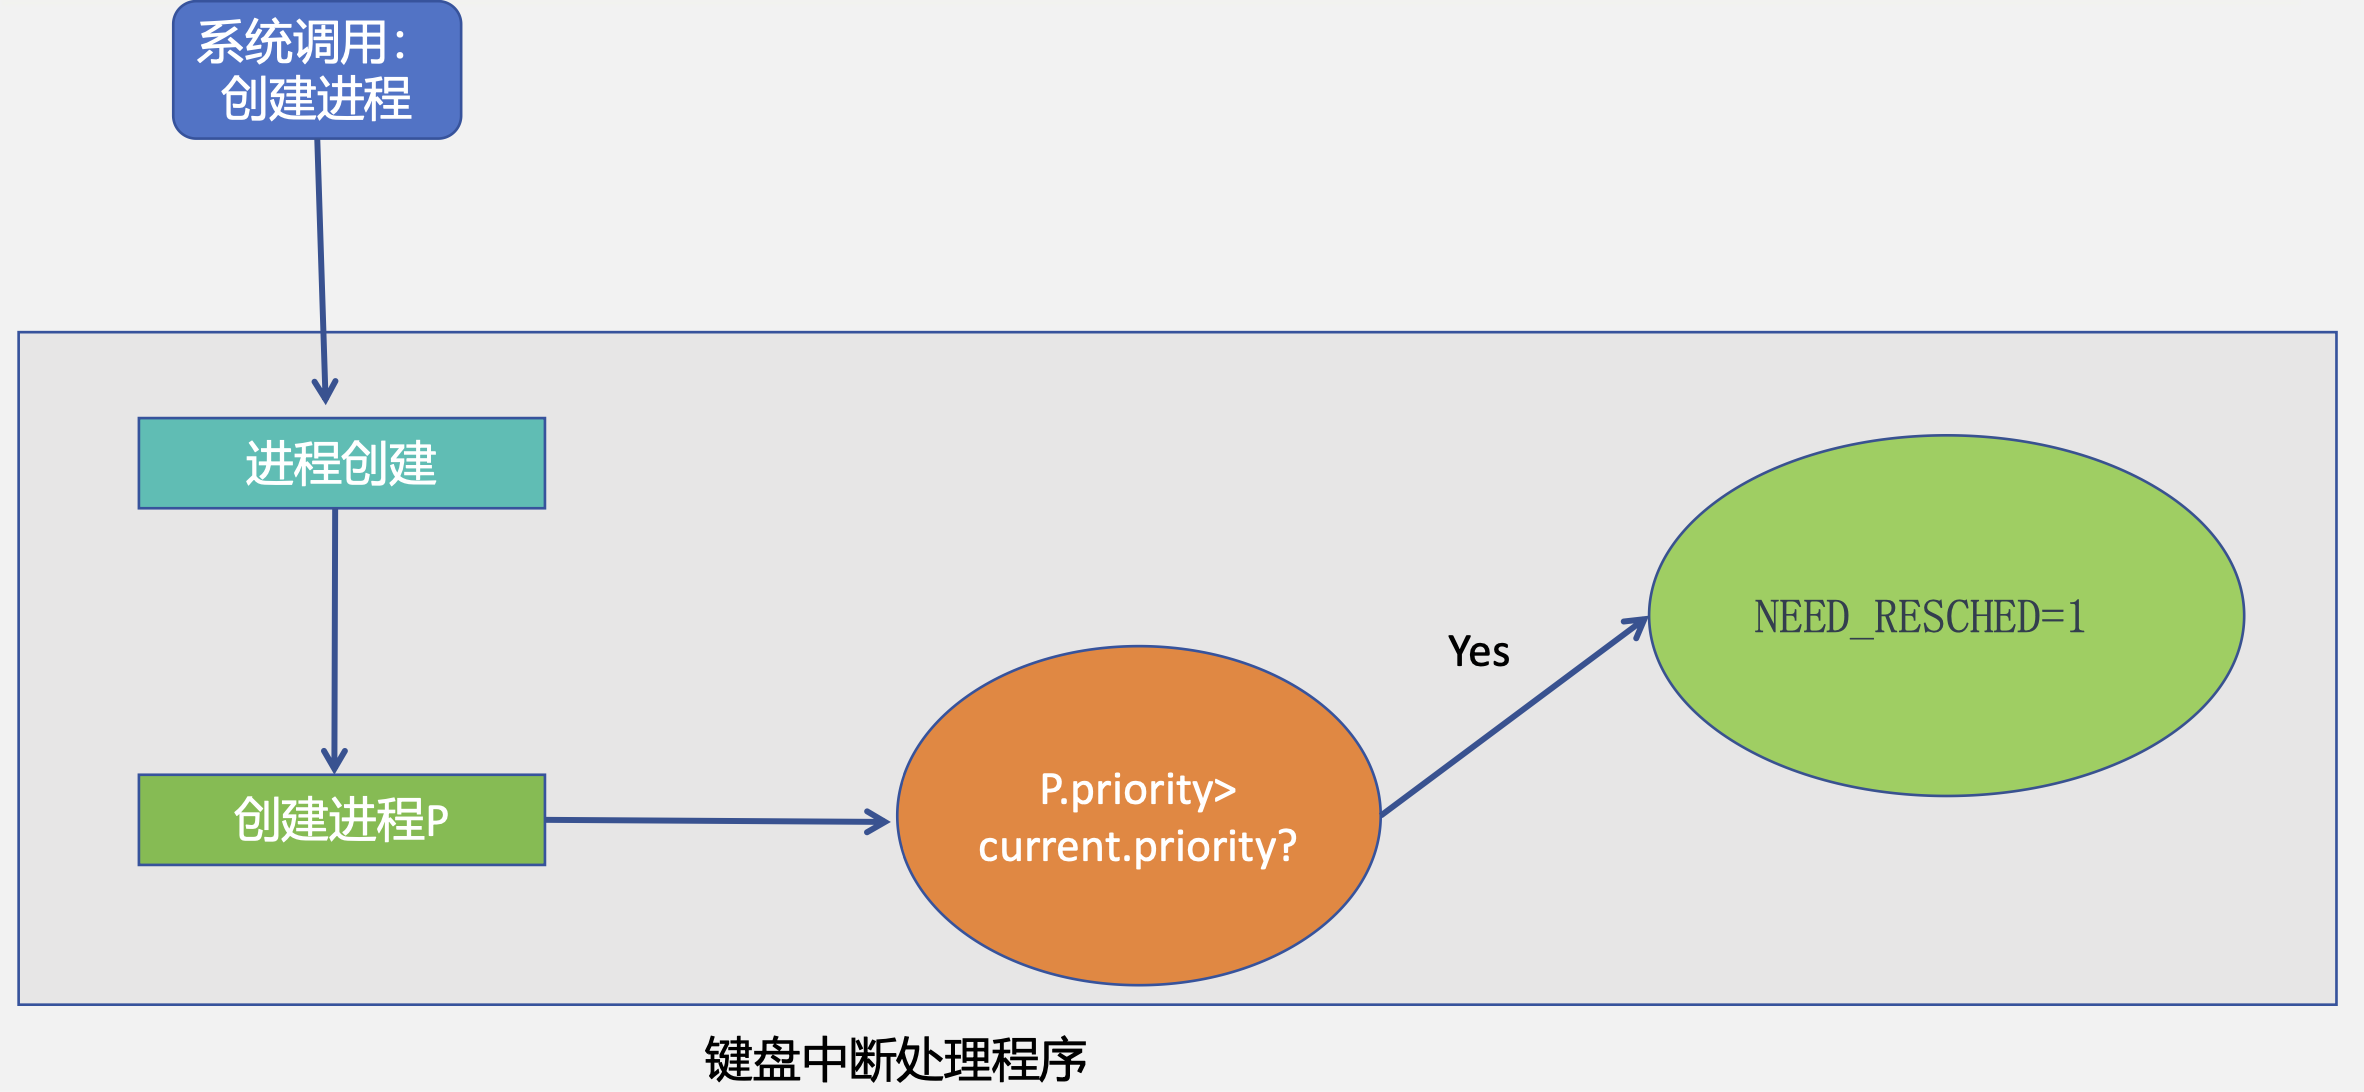 系统调用：
创建进程
进程创建
创建进程P
P.priority>
current.priority?
Yes
NEED_RESCHED=1
键盘中断处理程序